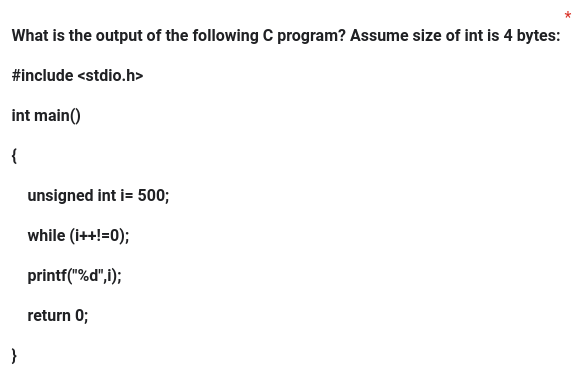 *
What is the output of the following C program? Assume size of int is 4 bytes:
#include <stdio.h>
int main()
{
unsigned int i= 500;
while (i++!=0);
printf("%d",i);
return 0;
}